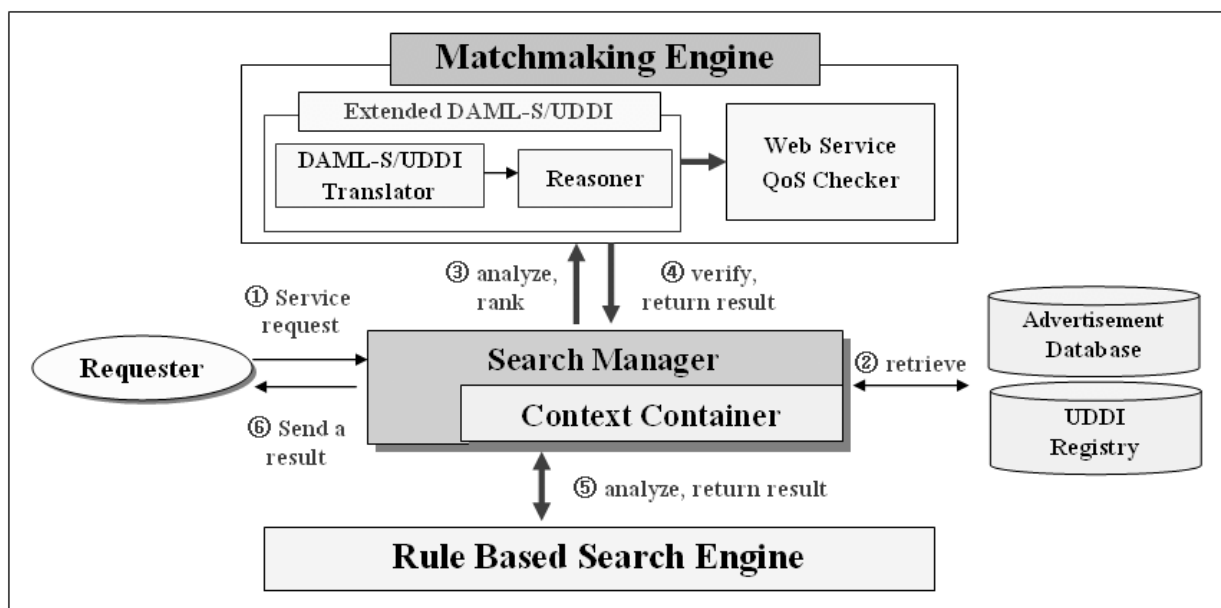 Matchmaking Engine
Extended DAML-S/UDDI
DAML-S/UDDI
Translator
Reasoner
Web Service
QoS Checker
③ analyze,
rank
④ verify,
return result
① Service
request
Requester
⑥ Send a
result
Search Manager
Context Container
② retrieve
Advertisement
Database
UDDI
Registry
⑤ analyze, return result
Rule Based Search Engine